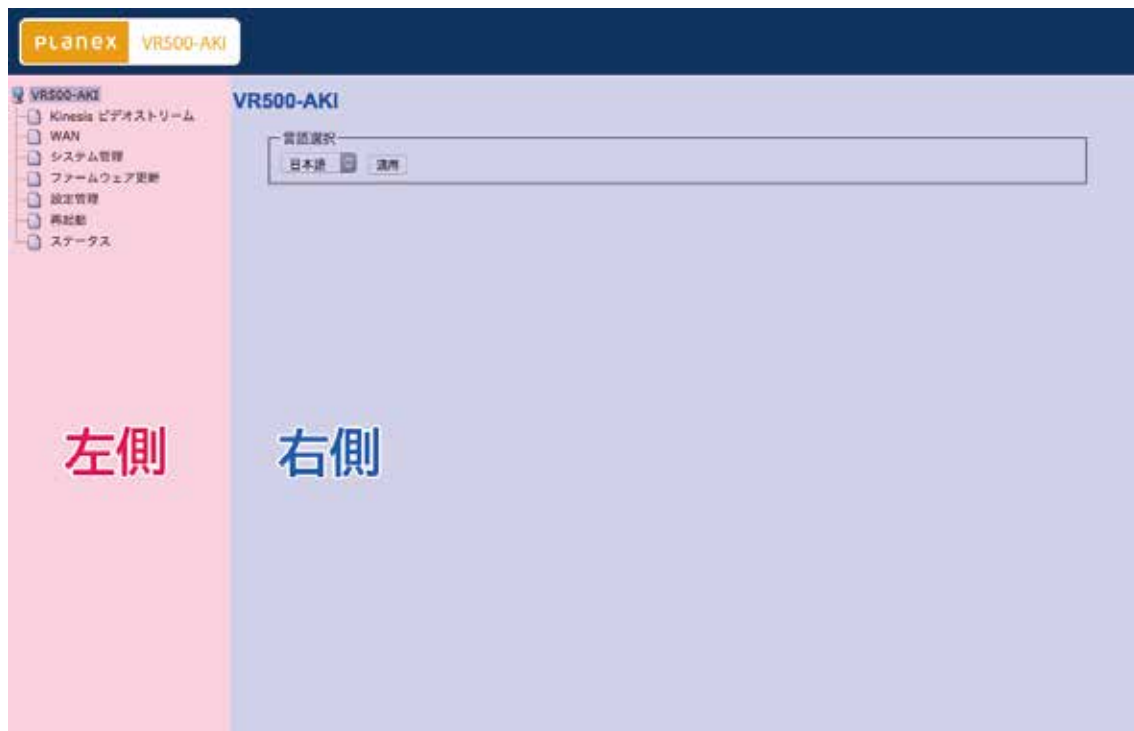 PLanex VR500-AKI
VR500-AKI
Kinesis ビデオストリーム
WAN
システム管理
ファームウェア更新
設定管理
再起動
ステータス
VR500-AKI
言語選択
日本語 適用
左側
右側